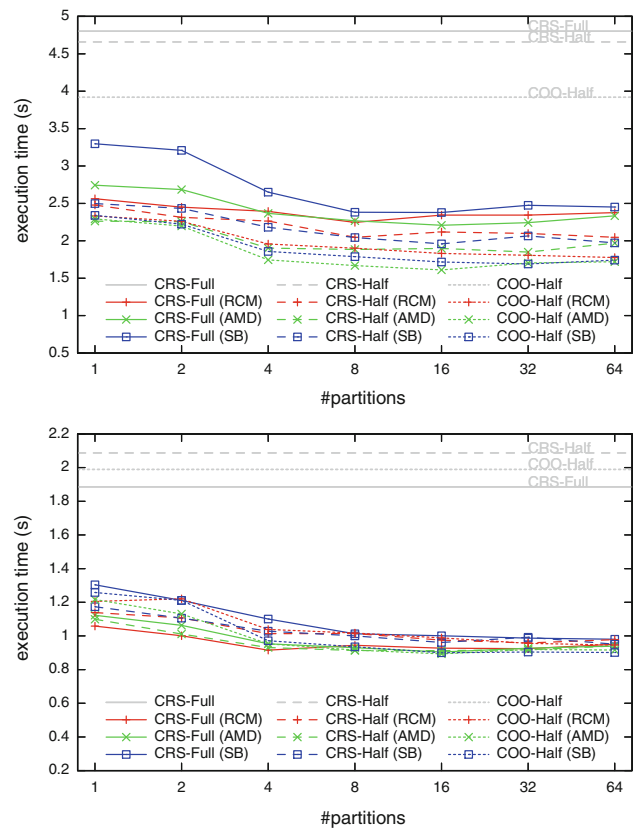 5
4.5
4
3.5
3
2.5
2
1.5
1
0.5
execution time (s)
CRS-Full
CRS-Half
COO-Half
CRS-Full CRS-Half COO-Half
CRS-Full (RCM) CRS-Half (RCM) COO-Half (RCM)
CRS-Full (AMD) CRS-Half (AMD) COO-Half (AMD)
CRS-Full (SB) CRS-Half (SB) COO-Half (SB)
1 2 4 8 16 32 64
#partitions
2.2
2
1.8
1.6
1.4
1.2
1
0.8
0.6
0.4
0.2
execution time (s)
CRS-Half
COO-Half
CRS-Full
CRS-Full CRS-Half COO-Half
CRS-Full (RCM) CRS-Half (RCM) COO-Half (RCM)
CRS-Full (AMD) CRS-Half (AMD) COO-Half (AMD)
CRS-Full (SB) CRS-Half (SB) COO-Half (SB)
1 2 4 8 16 32 64
#partitions